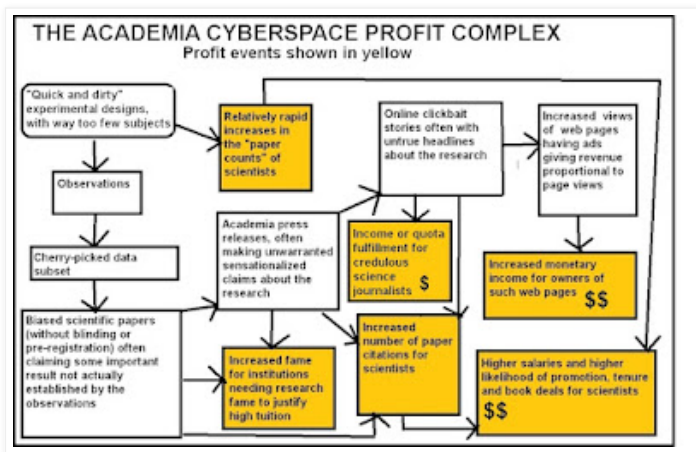 THE ACADEMIA CYBERSPACE PROFIT COMPLEX
Profit events shown in yellow
"Quick and dirty"
experimental designs,
with way too few subjects
Relatively rapid
increases in
the "paper
counts" of
scientists
Online clickbait
stories often with
untrue headlines
about the research
Increased views
of web pages
having ads
giving revenue
proportional to
page views
Observations
Academia press
releases, often
making unwarranted
sensationalized
claims about the
research
Income or quota
fulfillment for
credulous
science
journalists $
Cherry-picked data
subset
Increased monetary
income for owners of
such web pages $$
Biased scientific papers
(without blinding or
pre-registration) often
claiming some important
result not actually
established by the
observations
Increased fame
for institutions
needing research
fame to justify
high tuition
Increased
number of paper
citations for
scientists
Higher salaries and higher
likelihood of promotion, tenure
and book deals for scientists
$$